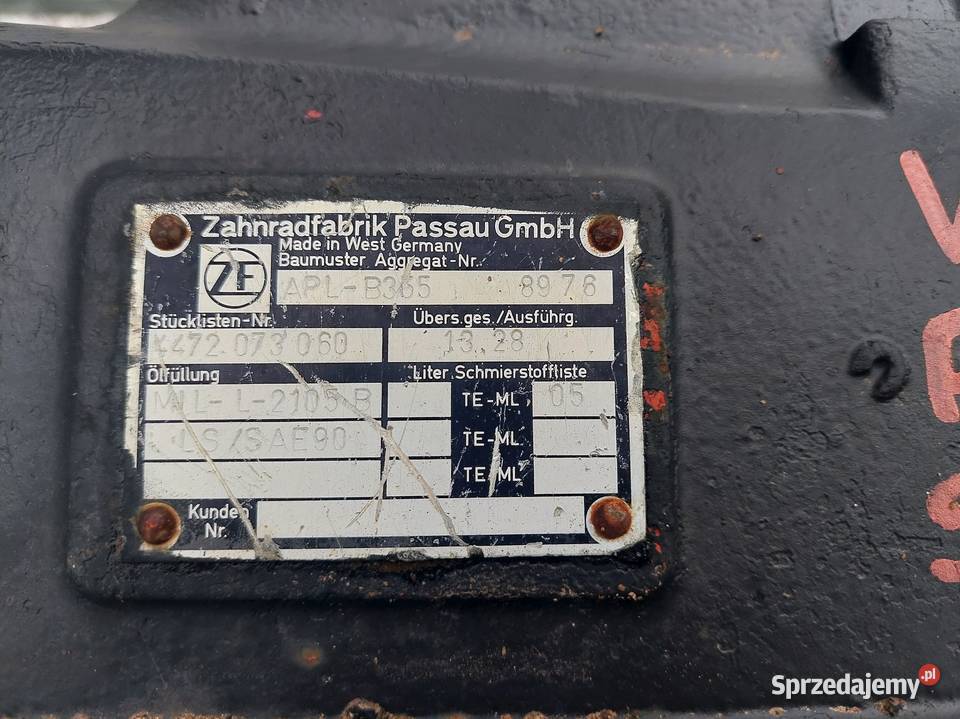 Zahnradfabrik Passau GmbH
Made in West Germany
Baumuster Aggregat-Nr.
ZF
APL-B365 8976
Stücklisten-Nr. Übers.ges./Ausführg.
4472 073 060 13.28
Ölfüllung Liter Schmierstoffliste
MIL-L-2105 B TE-ML 05
LS/SAE90 TE-ML
TE-ML
Kunden
Nr.
2
Sprzedajemy.pl